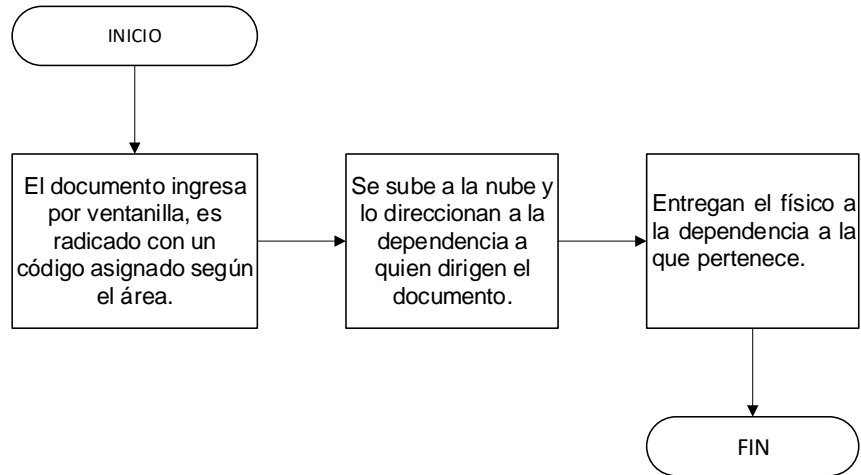 INICIO
El documento ingresa
por ventanilla, es
radicado con un
código asignado según
el área.
Se sube a la nube y
lo direccionan a la
dependencia a
quien dirigen el
documento.
Entregan el físico a
la dependencia a la
que pertenece.
FIN